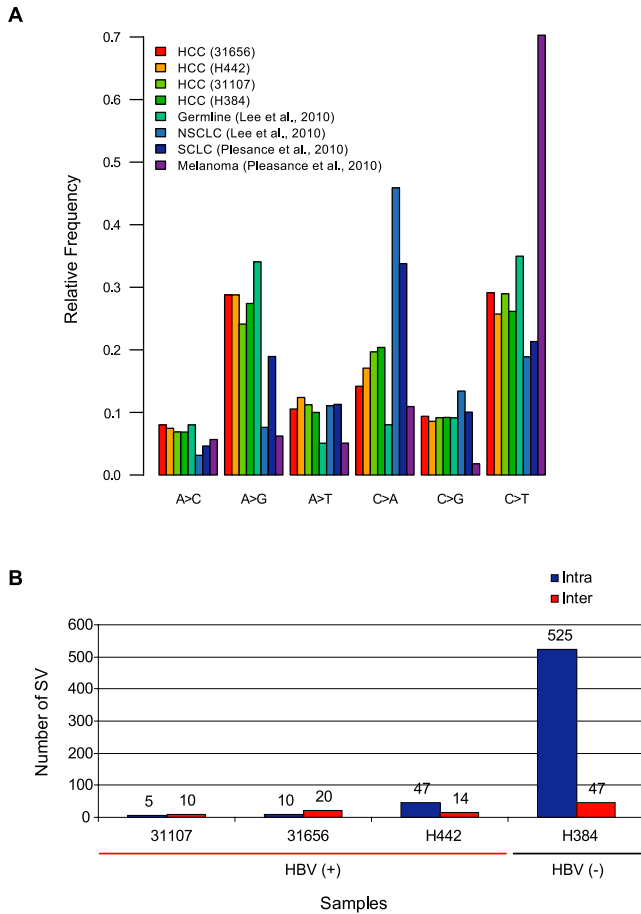 A
0.7
0.6
0.5
0.4
0.3
0.2
0.1
0.0
Relative Frequency
HCC (31656)
HCC (H442)
HCC (31107)
HCC (H384)
Germline (Lee et al., 2010)
NSCLC (Lee et al., 2010)
SCLC (Plesance et al., 2010)
Melanoma (Pleasance et al., 2010)
A>C
A>G
A>T
C>A
C>G
C>T
B
Intra
Inter
600
500
400
300
200
100
0
Number of SV
5
10
10
20
47
14
525
47
31107
31656
H442
H384
HBV (+)
HBV (-)
Samples